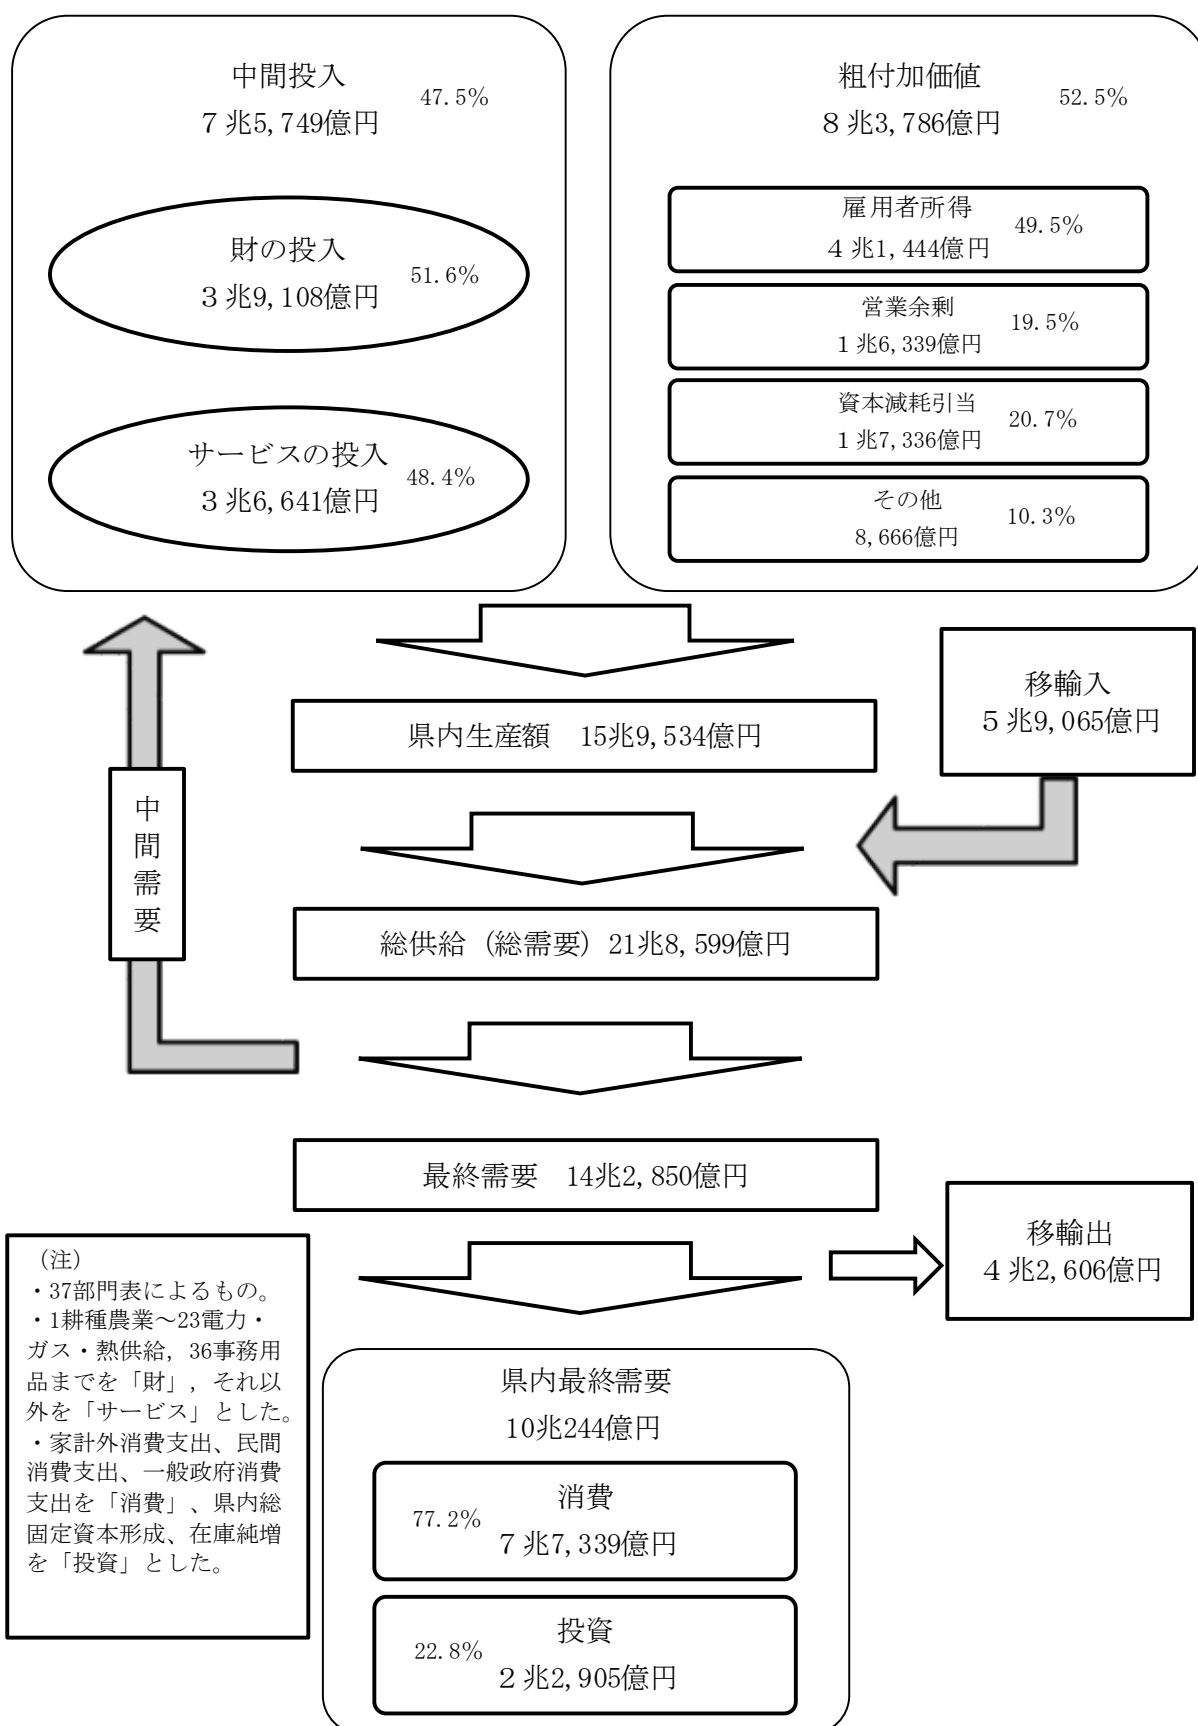 中間投入
47.5%
７兆5,749億円
財の投入
51.6%
３兆9,108億円
サービスの投入
48.4%
３兆6,641億円
粗付加価値
52.5%
８兆3,786億円
雇用者所得
49.5%
４兆1,444億円
営業余剰
19.5%
１兆6,339億円
資本減耗引当
20.7%
１兆7,336億円
その他
10.3%
8,666億円
県内生産額　15兆9,534億円
移輸入
５兆9,065億円
中間需要
総供給（総需要）21兆8,599億円
最終需要　14兆2,850億円
移輸出
４兆2,606億円
（注）
・37部門表によるもの。
・1耕種農業～23電力・
ガス・熱供給，36事務用
品までを「財」，それ以
外を「サービス」とした。
・家計外消費支出、民間
消費支出、一般政府消費
支出を「消費」、県内総
固定資本形成、在庫純増
を「投資」とした。
県内最終需要
10兆244億円
消費
77.2%
７兆7,339億円
投資
22.8%
２兆2,905億円